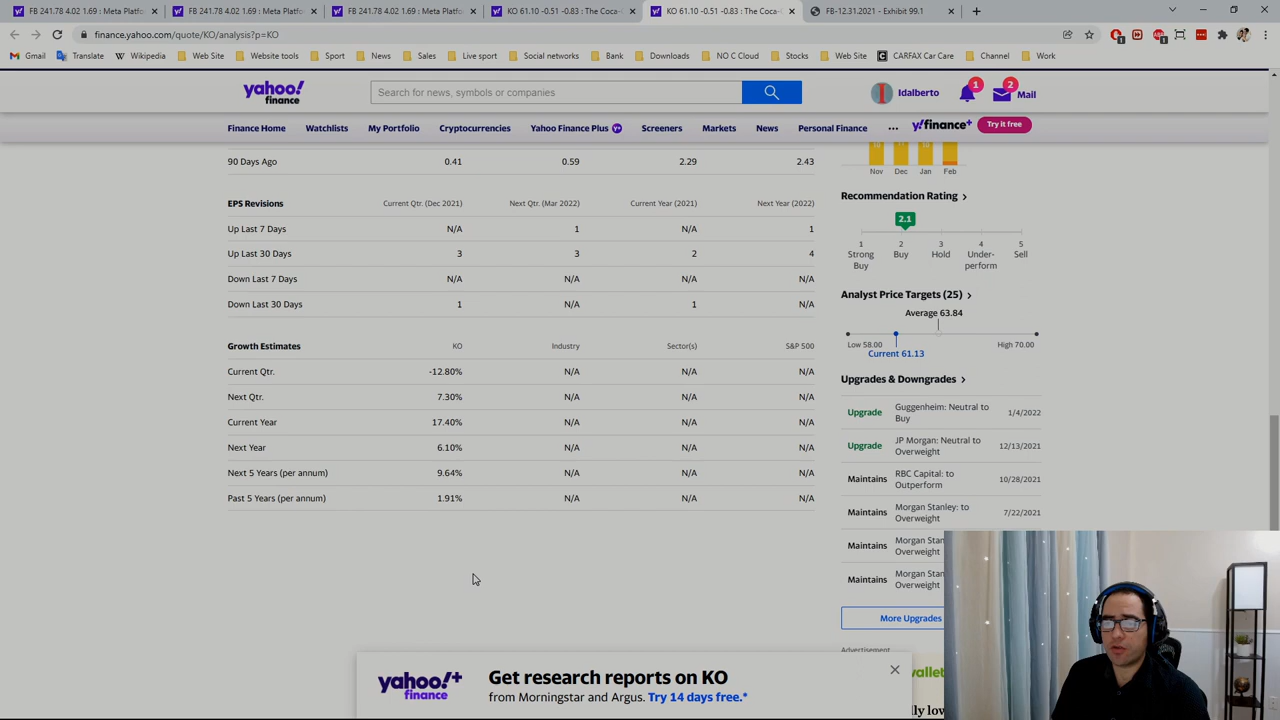 FB 241.78 4.02 1.69 : Meta Platfo
FB 241.78 4.02 1.69 : Meta Platfo
FB 241.78 4.02 1.69 : Meta Platfo
KO 61.10 -0.51 -0.83 : The Coca-C
KO 61.10 -0.51 -0.83 : The Coca-C
FB-12.31.2021 - Exhibit 99.1
finance.yahoo.com/quote/KO/analysis?p=KO
Gmail Translate Wikipedia Web Sites Sport News Sales Live sport Social networks Bank Downloads NO C Cloud Stocks Web Site CARFAX Car Care Channel Work
yahoo!
finance
Search for news, symbols or companies
Idalberto
1
2
Mail
Finance Home Watchlists My Portfolio Cryptocurrencies Yahoo Finance Plus Screeners Markets News Personal Finance ... y!finance+ Try it free
90 Days Ago 0.41 0.59 2.29 2.43
EPS Revisions Current Qtr. (Dec 2021) Next Qtr. (Mar 2022) Current Year (2021) Next Year (2022)
Up Last 7 Days N/A 1 N/A 1
Up Last 30 Days 3 3 2 4
Down Last 7 Days N/A N/A N/A N/A
Down Last 30 Days 1 N/A 1 N/A
Growth Estimates KO Industry Sector(s) S&P 500
Current Qtr. -12.80% N/A N/A N/A
Next Qtr. 7.30% N/A N/A N/A
Current Year 17.40% N/A N/A N/A
Next Year 6.10% N/A N/A N/A
Next 5 Years (per annum) 9.64% N/A N/A N/A
Past 5 Years (per annum) 1.91% N/A N/A N/A
Nov Dec Jan Feb
Recommendation Rating
2.1
1 2 3 4 5
Strong Buy Hold Under- Sell
Buy perform
Analyst Price Targets (25)
Average 63.84
Low 58.00 High 70.00
Current 61.13
Upgrades & Downgrades
Upgrade Guggenheim: Neutral to Buy 1/4/2022
Upgrade JP Morgan: Neutral to Overweight 12/13/2021
Maintains RBC Capital: to Outperform 10/28/2021
Maintains Morgan Stanley: to Overweight 7/22/2021
Maintains Morgan Overweight
Maintains Morgan Overweight
More Upgrades
Advertisement
yahoo!+
finance
Get research reports on KO
from Morningstar and Argus. Try 14 days free.*